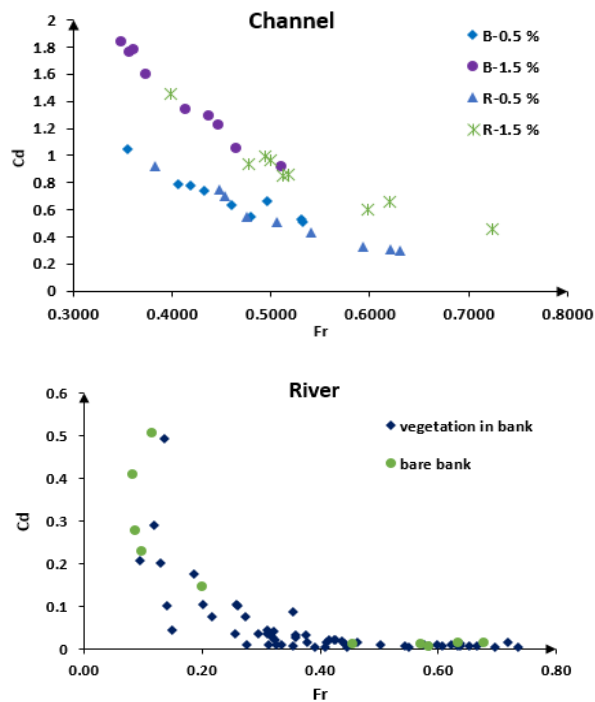 Channel
2
1.8
1.6
1.4
1.2
1
0.8
0.6
0.4
0.2
0
Cd
B-0.5 %
B-1.5 %
R-0.5 %
R-1.5 %
0.3000 0.4000 0.5000 0.6000 0.7000 0.8000
Fr
River
0.6
0.5
0.4
0.3
0.2
0.1
0
Cd
vegetation in bank
bare bank
0.00 0.20 0.40 0.60 0.80
Fr